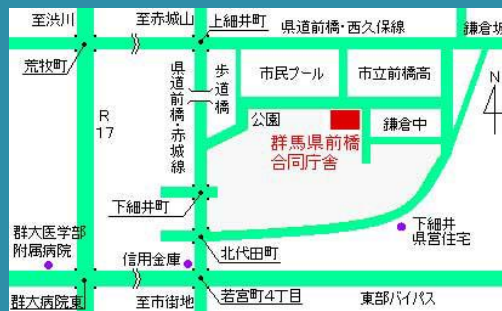 至渋川
至赤城山
上細井町
県道前橋・西久保線
鎌倉坂
荒牧町
県道前橋・赤城線
歩道橋
市民プール
市立前橋高
N
R
17
公園
鎌倉中
群馬県前橋
合同庁舎
下細井町
下細井
県営住宅
群大医学部
附属病院
信用金庫
北代田町
群大病院東
至市街地
若宮町4丁目
東部バイパス